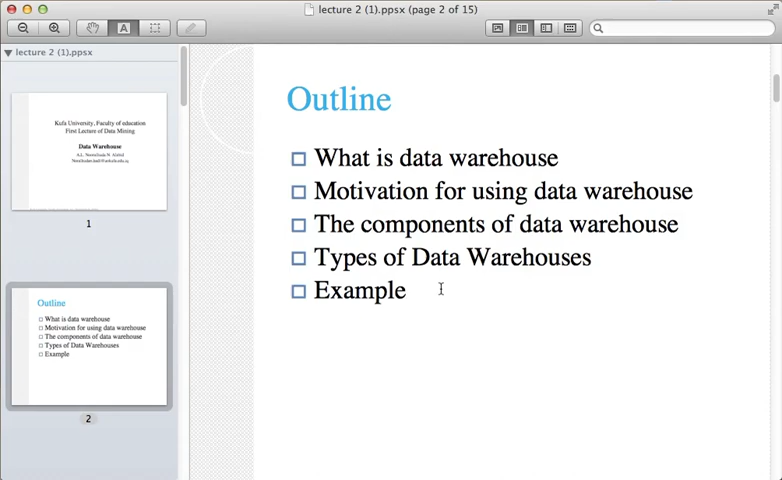 lecture 2 (1).ppsx (page 2 of 15)
lecture 2 (1).ppsx
Kufa University, Faculty of education
First Lecture of Data Mining
Data Warehouse
1
Outline
What is data warehouse
Motivation for using data warehouse
The components of data warehouse
Types of Data Warehouses
Example
2
Outline
What is data warehouse
Motivation for using data warehouse
The components of data warehouse
Types of Data Warehouses
Example